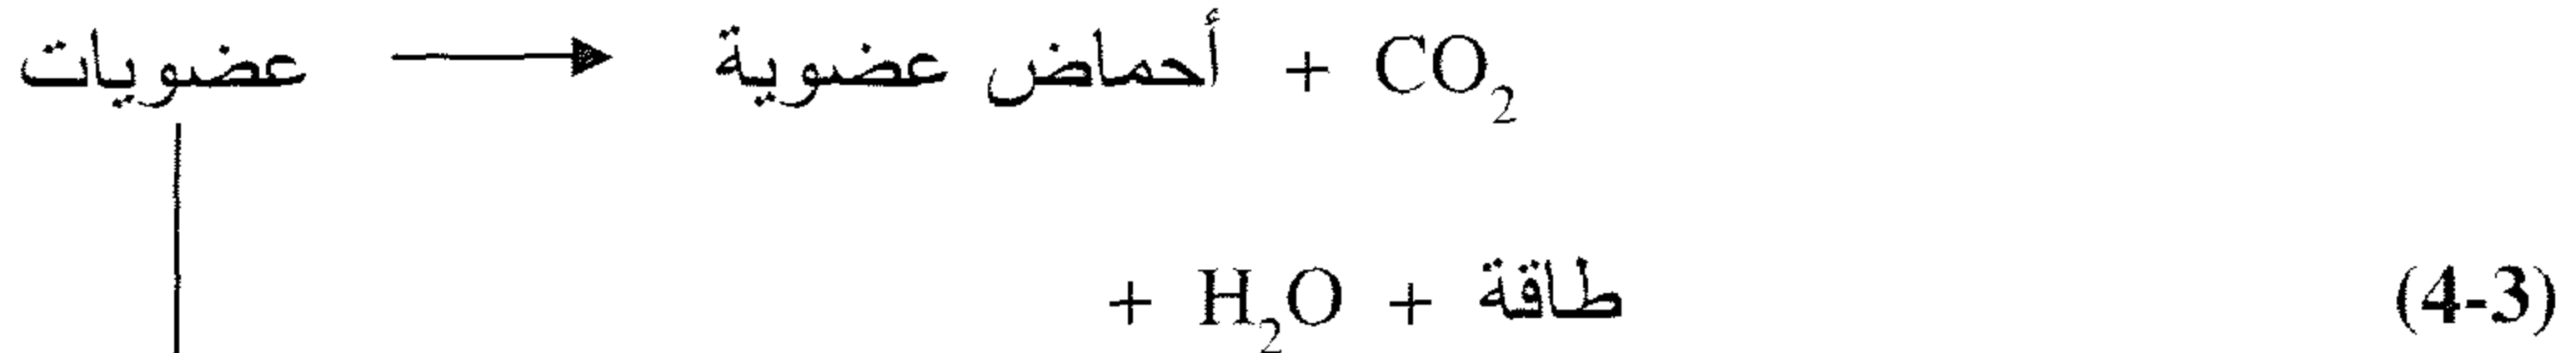 عضويات ⟶ أحماض عضوية + CO₂
+ H₂O + طاقة (4-3)